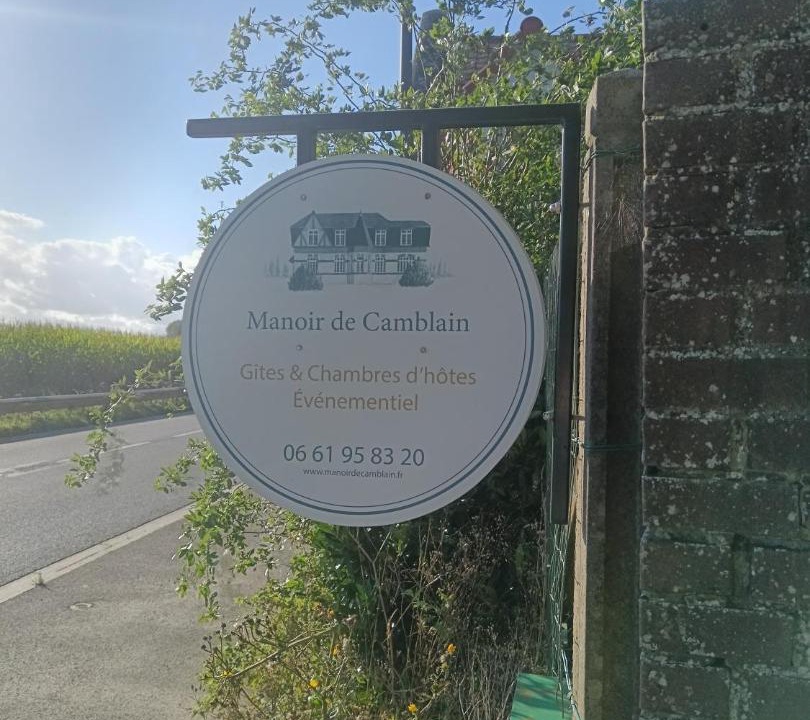 Manoir de Camblain
Gîtes & Chambres d'hôtes
Événementiel
06 61 95 83 20
www.manoirdecamblain.fr